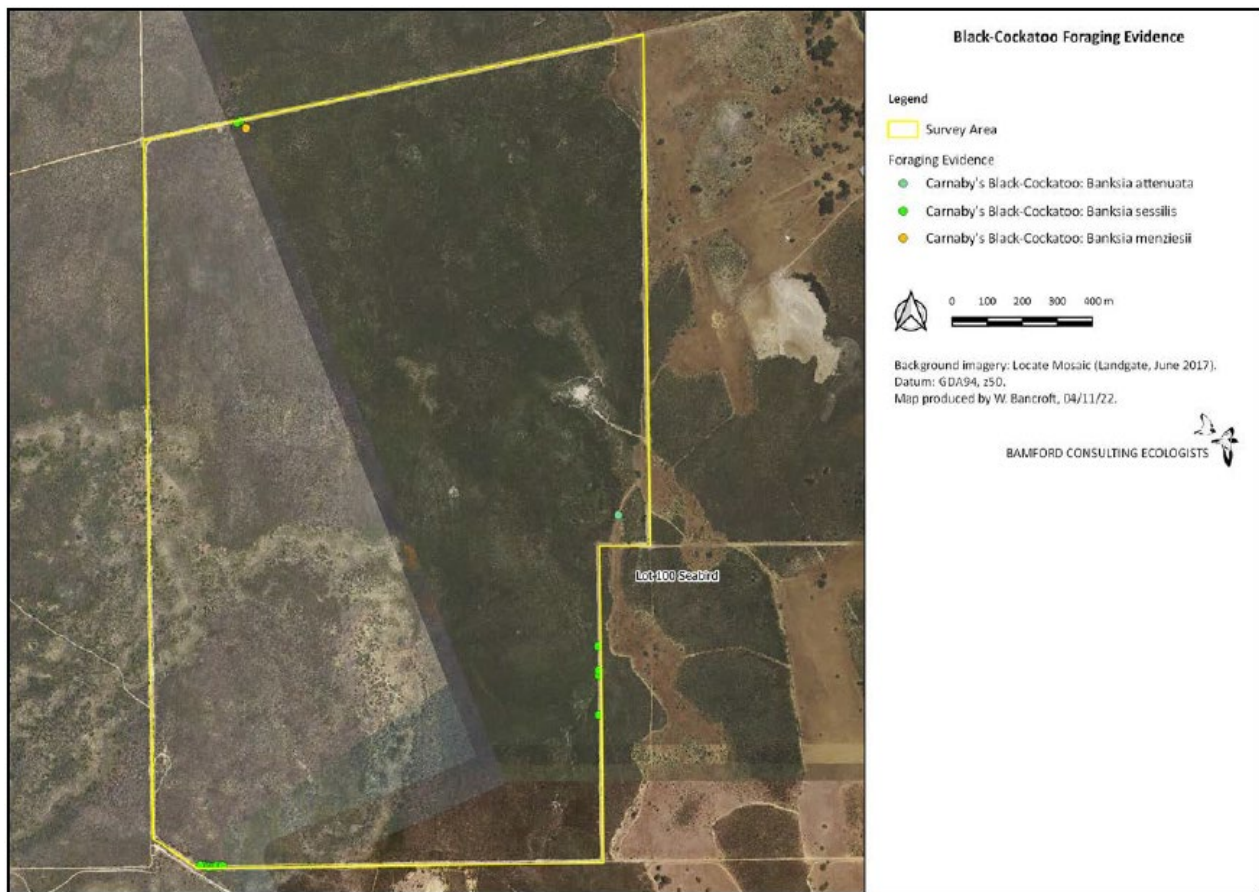 Black-Cockatoo Foraging Evidence
Legend
Survey Area
Foraging Evidence
Carnaby's Black-Cockatoo: Banksia attenuata
Carnaby's Black-Cockatoo: Banksia sessilis
Carnaby's Black-Cockatoo: Banksia menziesii
0 100 200 300 400 m
Background imagery: Locate Mosaic (Landgate, June 2017).
Datum: GDA94, z50.
Map produced by W. Bancroft, 04/11/22.
BAMFORD CONSULTING ECOLOGISTS
Lot 100 Seabird